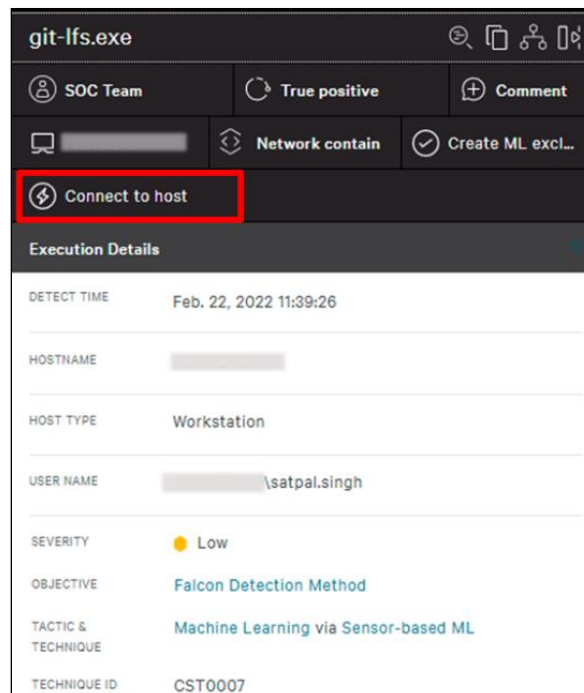 git-lfs.exe
SOC Team True positive Comment
Network contain Create ML excl...
Connect to host
Execution Details
DETECT TIME Feb. 22, 2022 11:39:26
HOSTNAME
HOST TYPE Workstation
USER NAME \satpal.singh
SEVERITY Low
OBJECTIVE Falcon Detection Method
TACTIC & TECHNIQUE Machine Learning via Sensor-based ML
TECHNIQUE ID CST0007